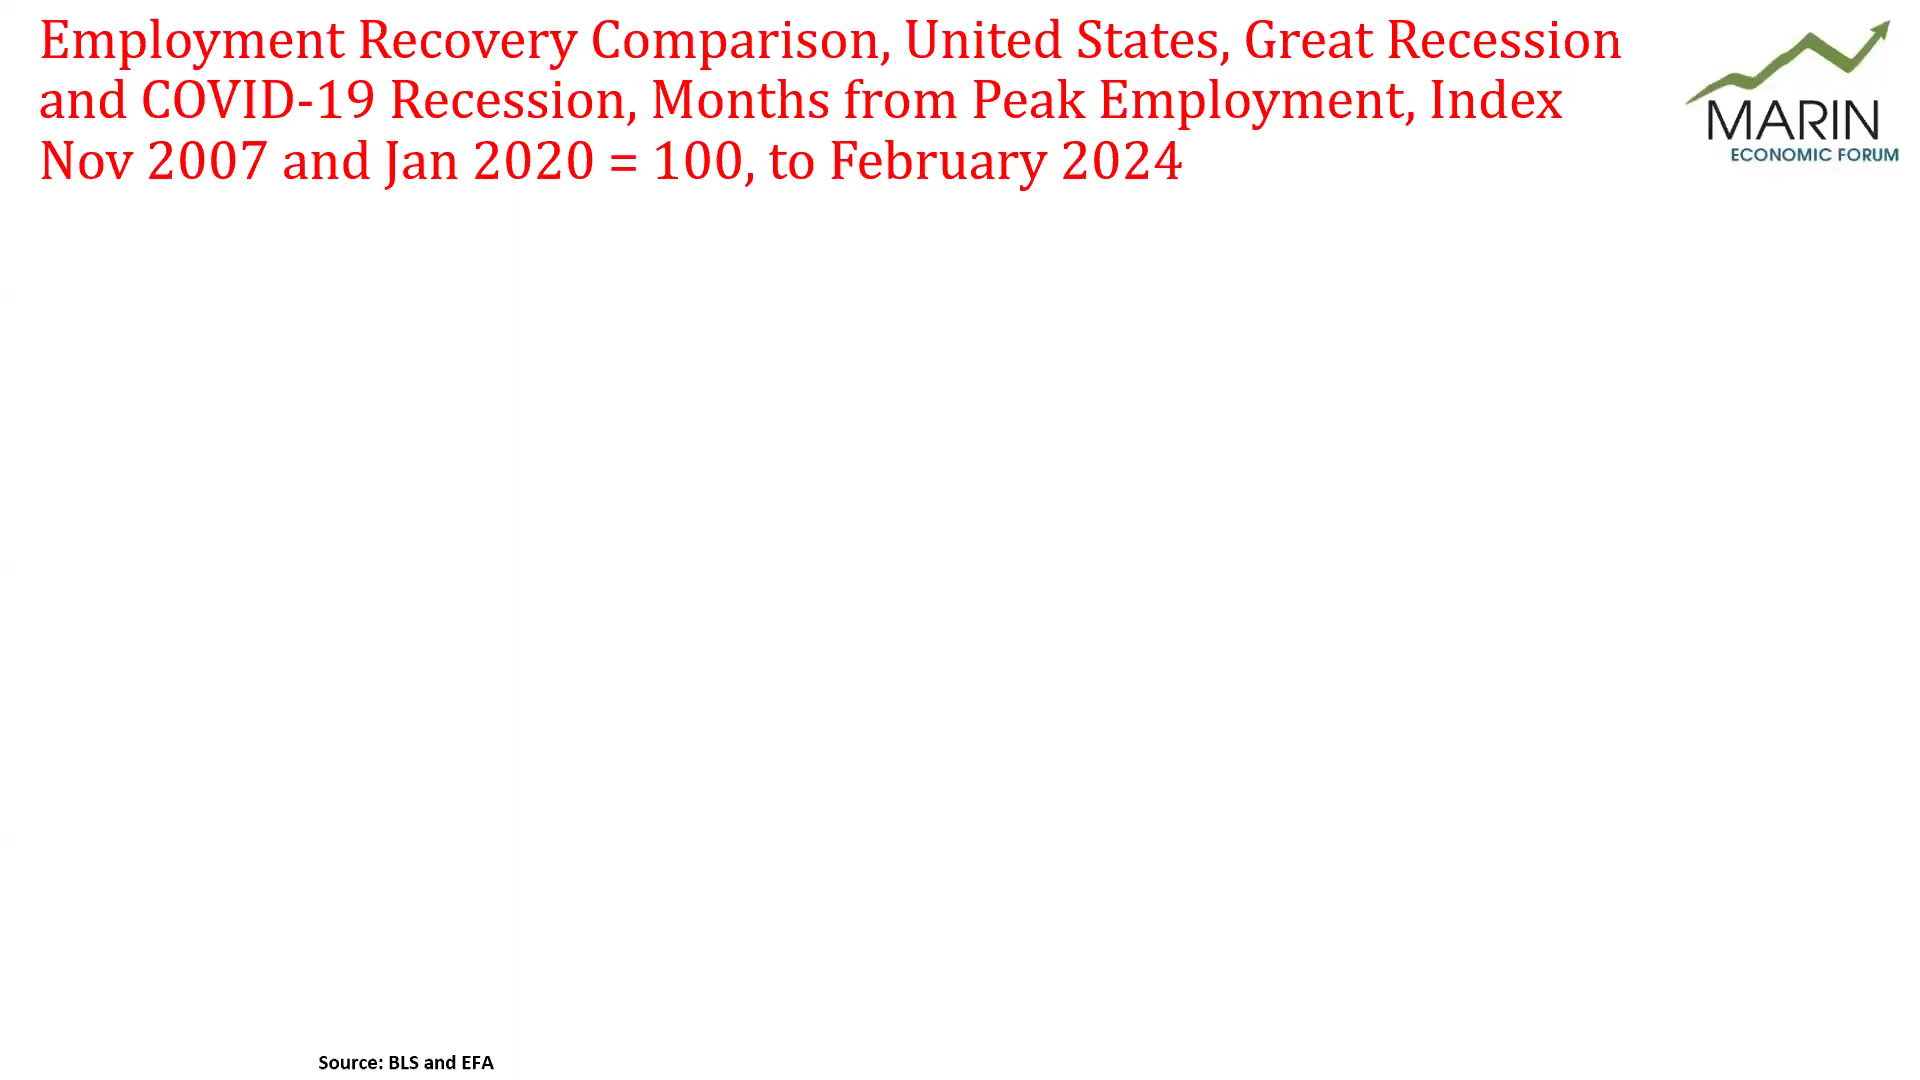 Employment Recovery Comparison, United States, Great Recession
and COVID-19 Recession, Months from Peak Employment, Index
Nov 2007 and Jan 2020 = 100, to February 2024
MARIN
ECONOMIC FORUM
Source: BLS and EFA